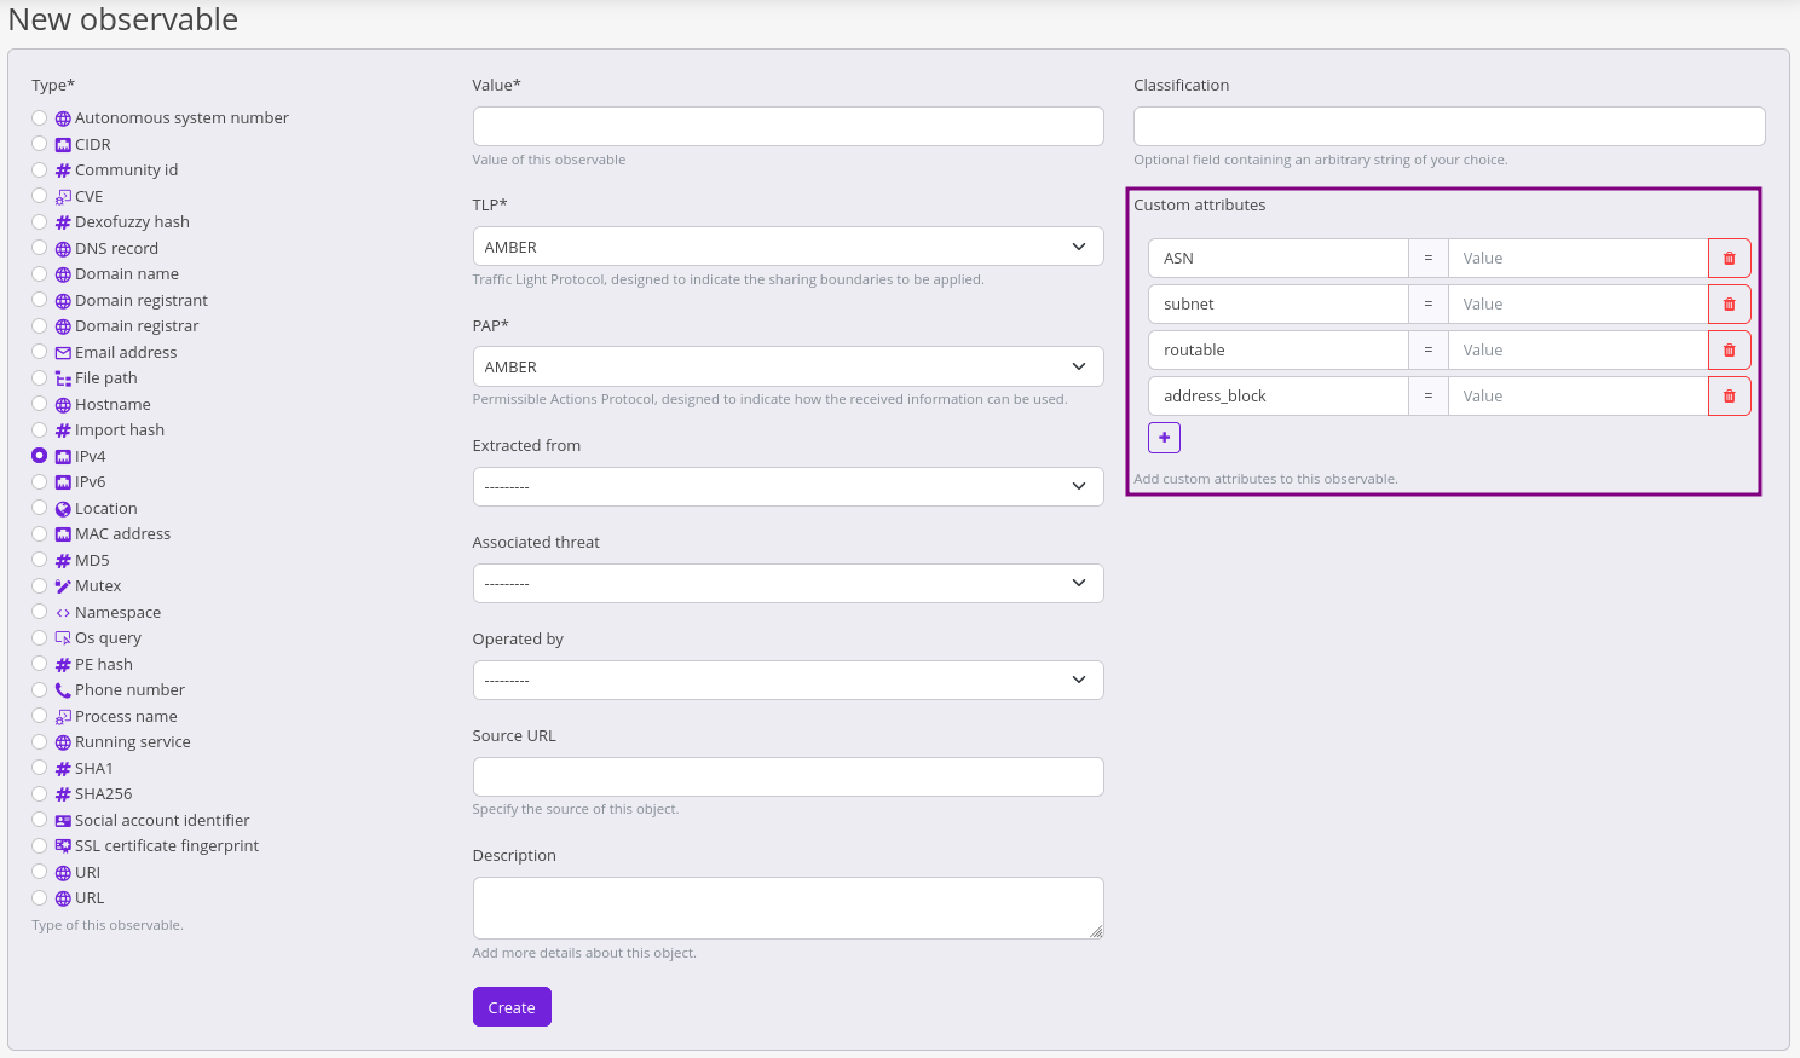 New observable
Type*
Autonomous system number
CIDR
Community id
CVE
Dexofuzzy hash
DNS record
Domain name
Domain registrant
Domain registrar
Email address
File path
Hostname
Import hash
IPv4
IPv6
Location
MAC address
MD5
Mutex
Namespace
Os query
PE hash
Phone number
Process name
Running service
SHA1
SHA256
Social account identifier
SSL certificate fingerprint
URI
URL
Type of this observable.
Value*
Value of this observable
TLP*
AMBER
Traffic Light Protocol, designed to indicate the sharing boundaries to be applied.
PAP*
AMBER
Permissible Actions Protocol, designed to indicate how the received information can be used.
Extracted from
---------
Associated threat
---------
Operated by
---------
Source URL
Specify the source of this object.
Description
Add more details about this object.
Create
Classification
Optional field containing an arbitrary string of your choice.
Custom attributes
ASN = Value
subnet = Value
routable = Value
address_block = Value
+
Add custom attributes to this observable.